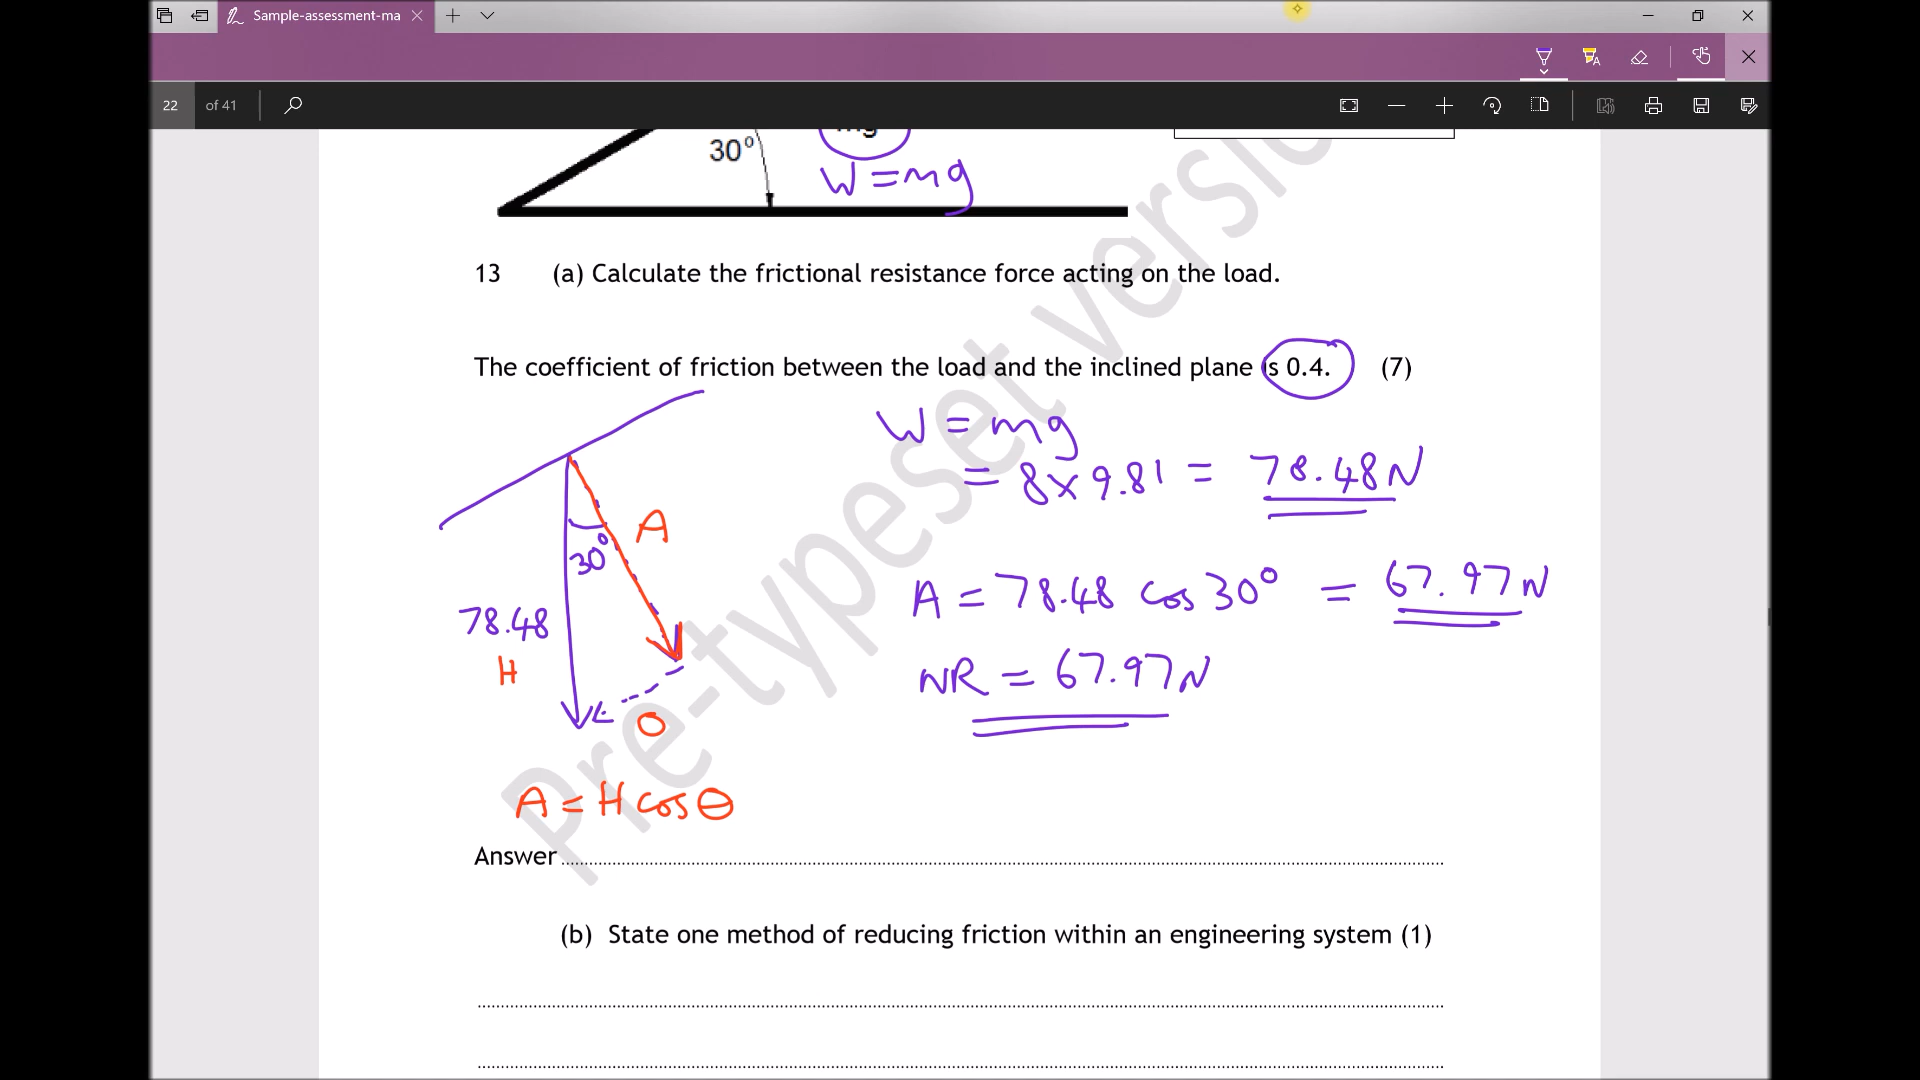 Sample-assessment-ma
22 of 41
30°
W = mg
13 (a) Calculate the frictional resistance force acting on the load.
The coefficient of friction between the load and the inclined plane is 0.4. (7)
W = mg
= 8 × 9.81 = 78.48N
A
30°
A = 78.48 cos 30° = 67.97N
78.48
H
NR = 67.97N
O
A = H cos θ
Answer
(b) State one method of reducing friction within an engineering system (1)
Pre-typeset versio